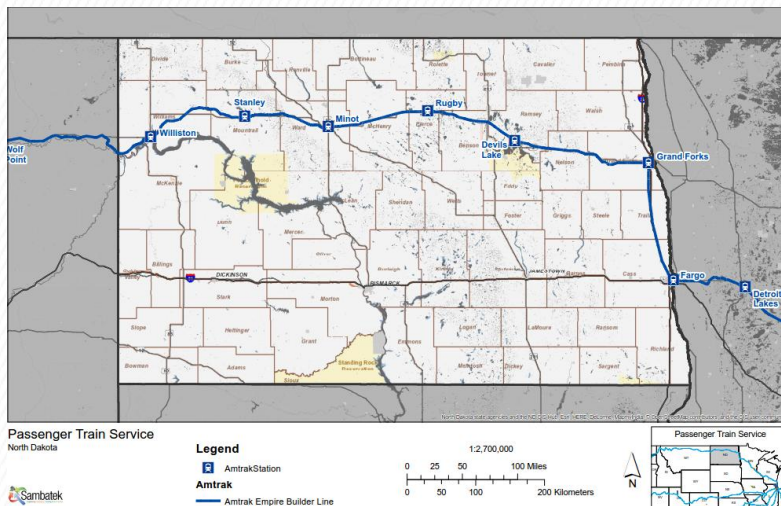 Divide
Burke
Renville
Bottineau
Rolette
Towner
Cavalier
Pembina
Stanley
Williams
Mountrail
Ward
Minot
McHenry
Rugby
Pierce
Ramsey
Walsh
Wolf
Point
Williston
Benson
Devils
Lake
Nelson
Grand Forks
McKenzie
McLean
Sheridan
Wells
Eddy
Foster
Griggs
Steele
Traill
Dunn
Mercer
Oliver
Billings
DICKINSON
BISMARCK
Burleigh
JAMESTOWN
Barnes
Cass
Fargo
Detroit
Lakes
Stark
Morton
Slope
Hettinger
Grant
Emmons
Logan
LaMoure
Ransom
Richland
Standing Rock
Reservation
Bowman
Adams
Sioux
McIntosh
Dickey
Sargent
Passenger Train Service
North Dakota
Legend
AmtrakStation
Amtrak
Amtrak Empire Builder Line
1:2,700,000
0 25 50 100 Miles
0 50 100 200 Kilometers
N
Passenger Train Service
Sambatek